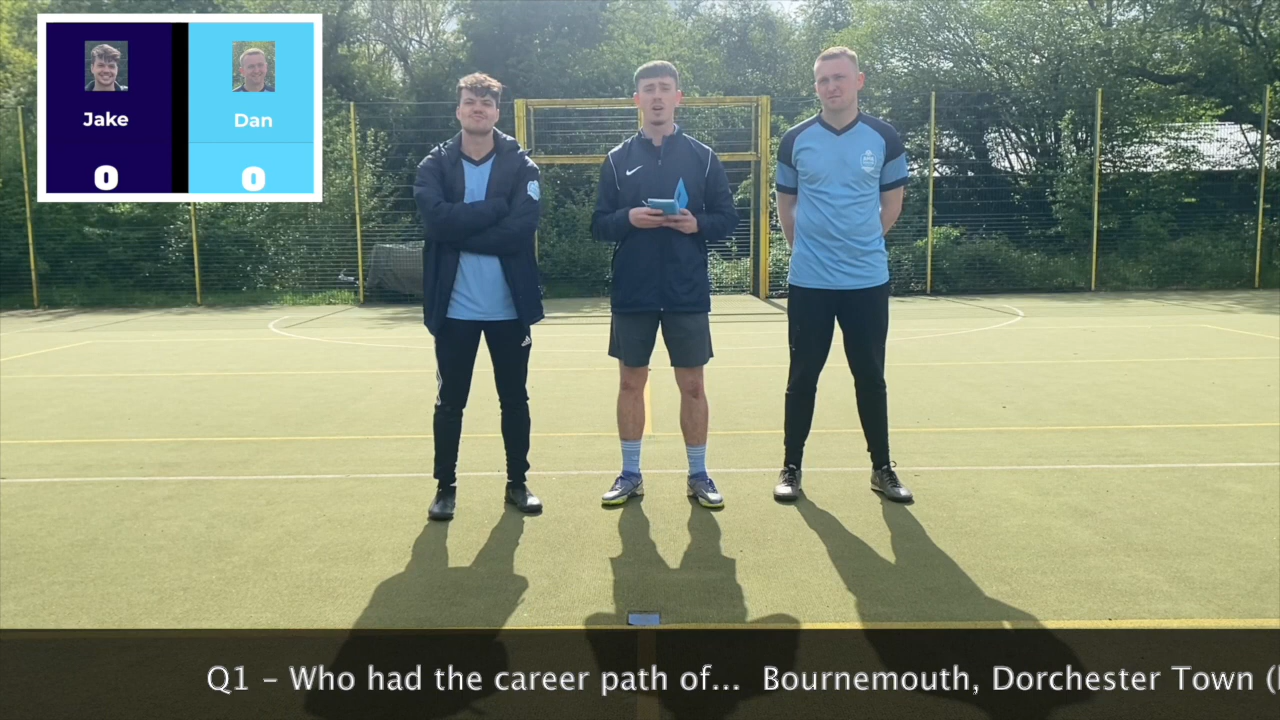 Jake
Dan
0
0
Q1 – Who had the career path of... Bournemouth, Dorchester Town (